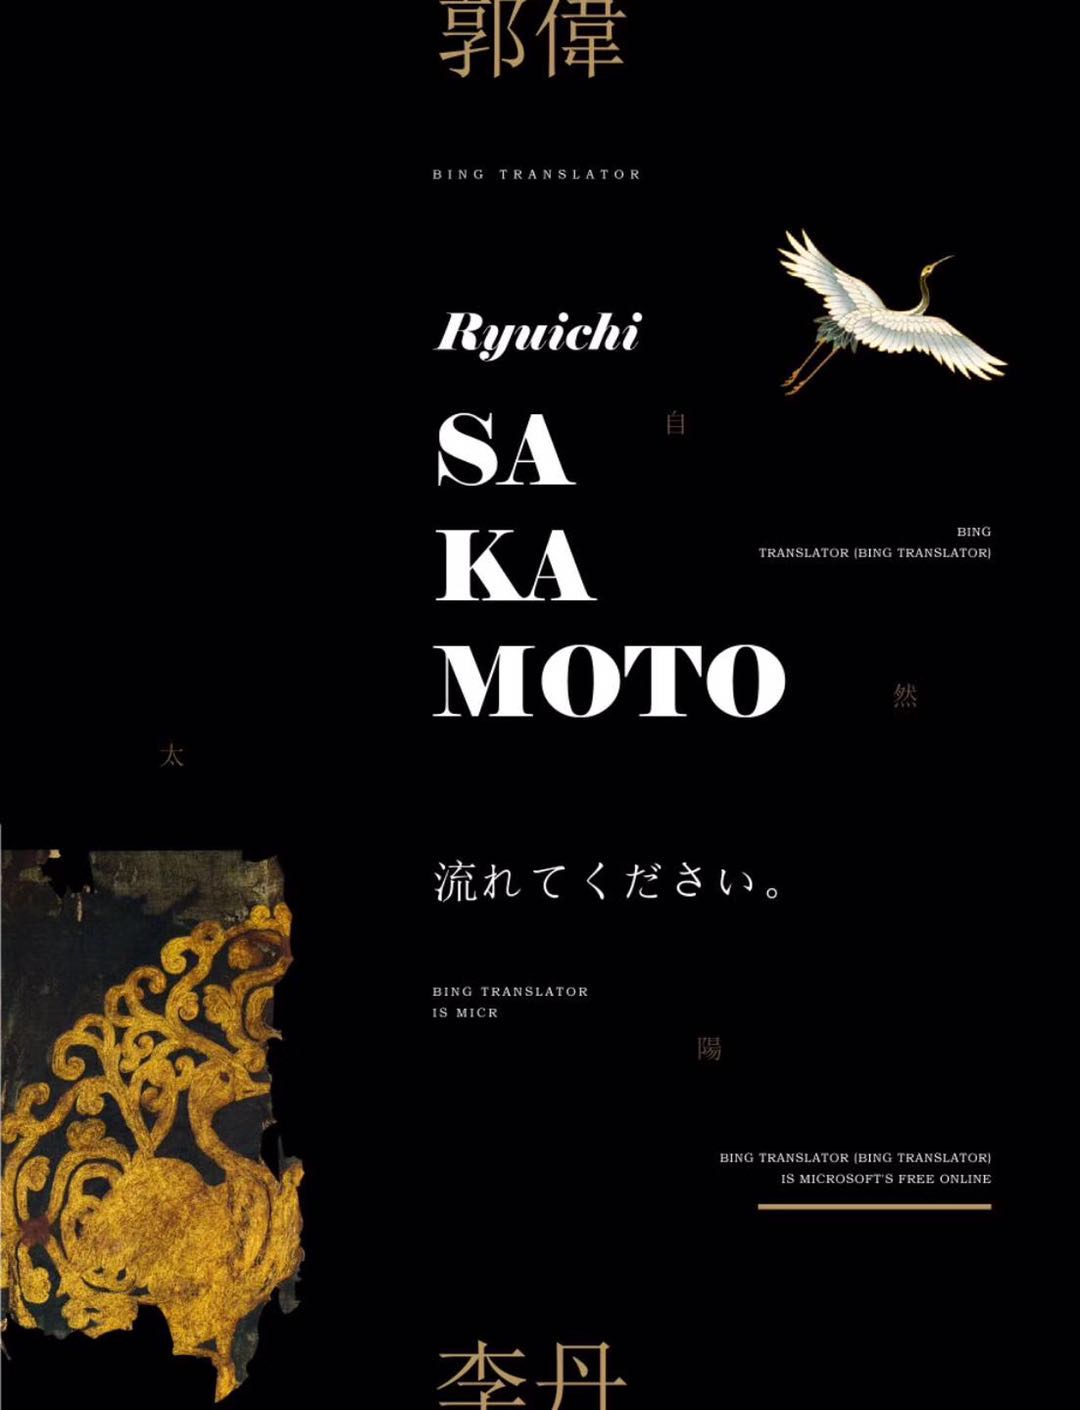 郭偉
BING TRANSLATOR
Ryuichi
SA
自
KA
BING
TRANSLATOR (BING TRANSLATOR)
MOTO
然
太
流れてください。
BING TRANSLATOR
IS MICR
陽
BING TRANSLATOR (BING TRANSLATOR)
IS MICROSOFT'S FREE ONLINE
李丹